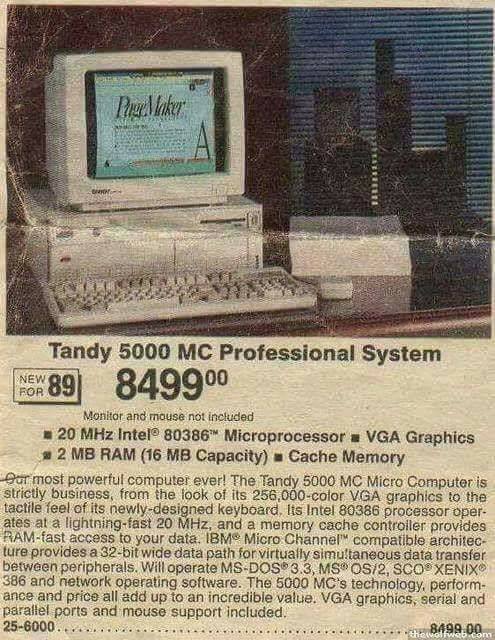 PageMaker
A
TANDY
Tandy 5000 MC Professional System
NEW FOR 89
8499⁰⁰
Monitor and mouse not included
■ 20 MHz Intel® 80386™ Microprocessor ■ VGA Graphics
■ 2 MB RAM (16 MB Capacity) ■ Cache Memory
Our most powerful computer ever! The Tandy 5000 MC Micro Computer is
strictly business, from the look of its 256,000-color VGA graphics to the
tactile feel of its newly-designed keyboard. Its Intel 80386 processor oper-
ates at a lightning-fast 20 MHz, and a memory cache controller provides
RAM-fast access to your data. IBM® Micro Channel™ compatible architec-
ture provides a 32-bit wide data path for virtually simultaneous data transfer
between peripherals. Will operate MS-DOS® 3.3, MS® OS/2, SCO® XENIX®
386 and network operating software. The 5000 MC's technology, perform-
ance and price all add up to an incredible value. VGA graphics, serial and
parallel ports and mouse support included.
25-6000 .......... 8499.00
thewolfweb.com